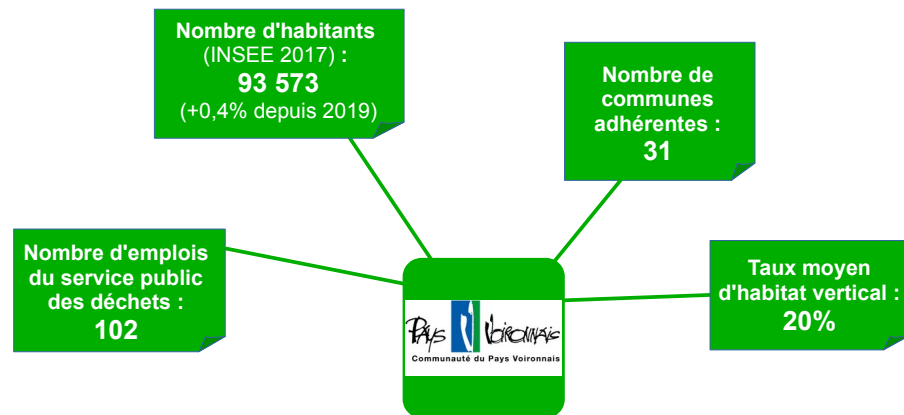 Nombre d'habitants
(INSEE 2017) :
93 573
(+0,4% depuis 2019)
Nombre de
communes
adhérentes :
31
Nombre d'emplois
du service public
des déchets :
102
Taux moyen
d'habitat vertical :
20%
PAYS VOIRONNAIS
Communauté du Pays Voironnais